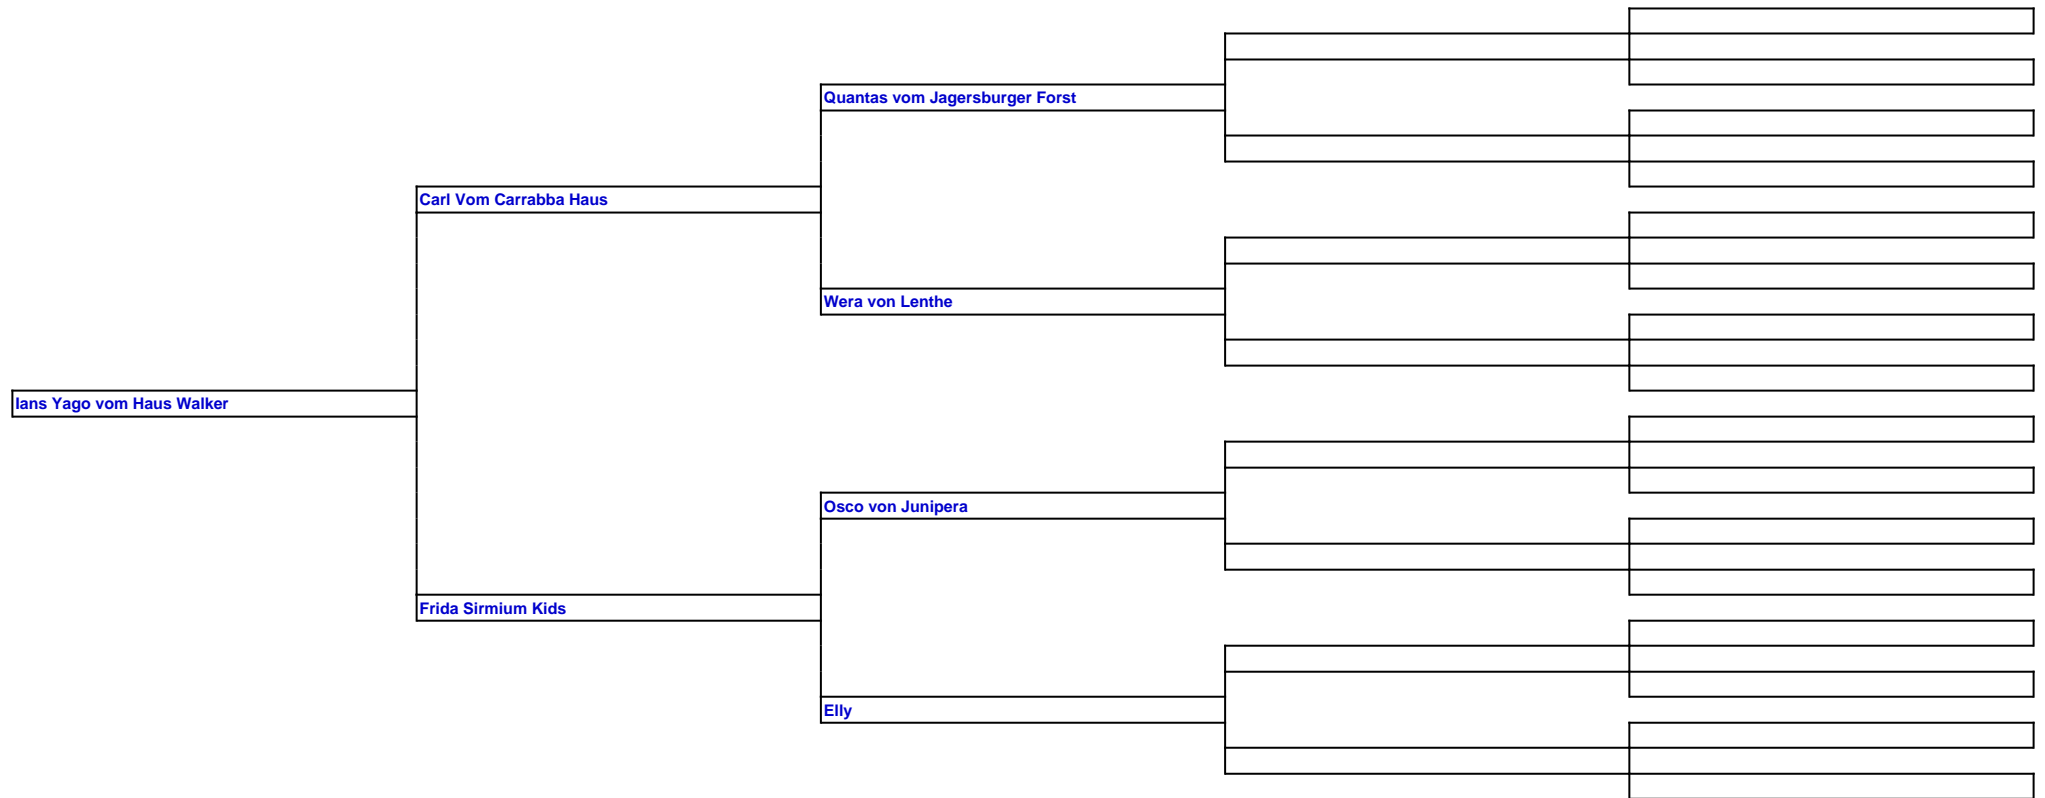 Quantas vom Jagersburger Forst
Carl Vom Carrabba Haus
Wera von Lenthe
Ians Yago vom Haus Walker
Osco von Junipera
Frida Sirmium Kids
Elly